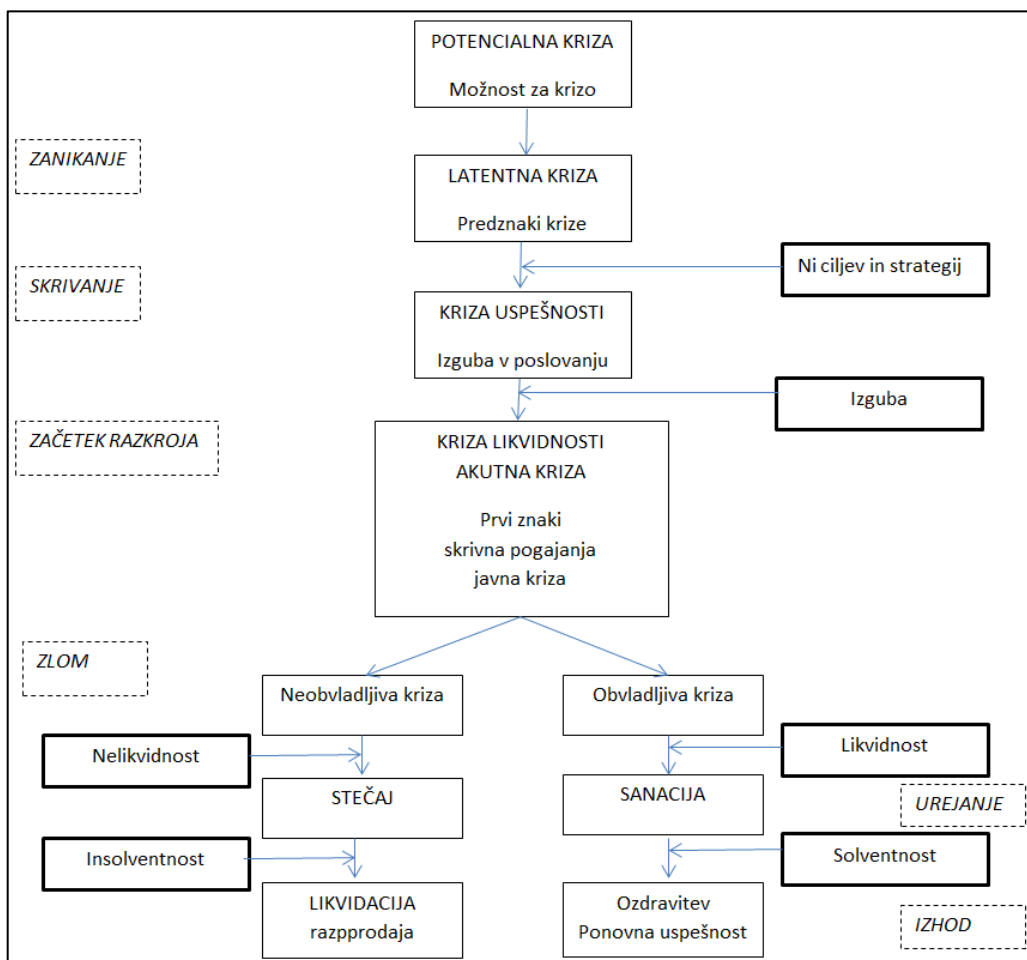 POTENCIALNA KRIZA
Možnost za krizo
ZANIKANJE
LATENTNA KRIZA
Predznaki krize
Ni ciljev in strategij
SKRIVANJE
KRIZA USPEŠNOSTI
Izguba v poslovanju
Izguba
ZAČETEK RAZKROJA
KRIZA LIKVIDNOSTI
AKUTNA KRIZA
Prvi znaki
skrivna pogajanja
javna kriza
ZLOM
Neobvladljiva kriza
Obvladljiva kriza
Nelikvidnost
Likvidnost
STEČAJ
SANACIJA
UREJANJE
Insolventnost
Solventnost
LIKVIDACIJA
razpprodaja
Ozdravitev
Ponovna uspešnost
IZHOD